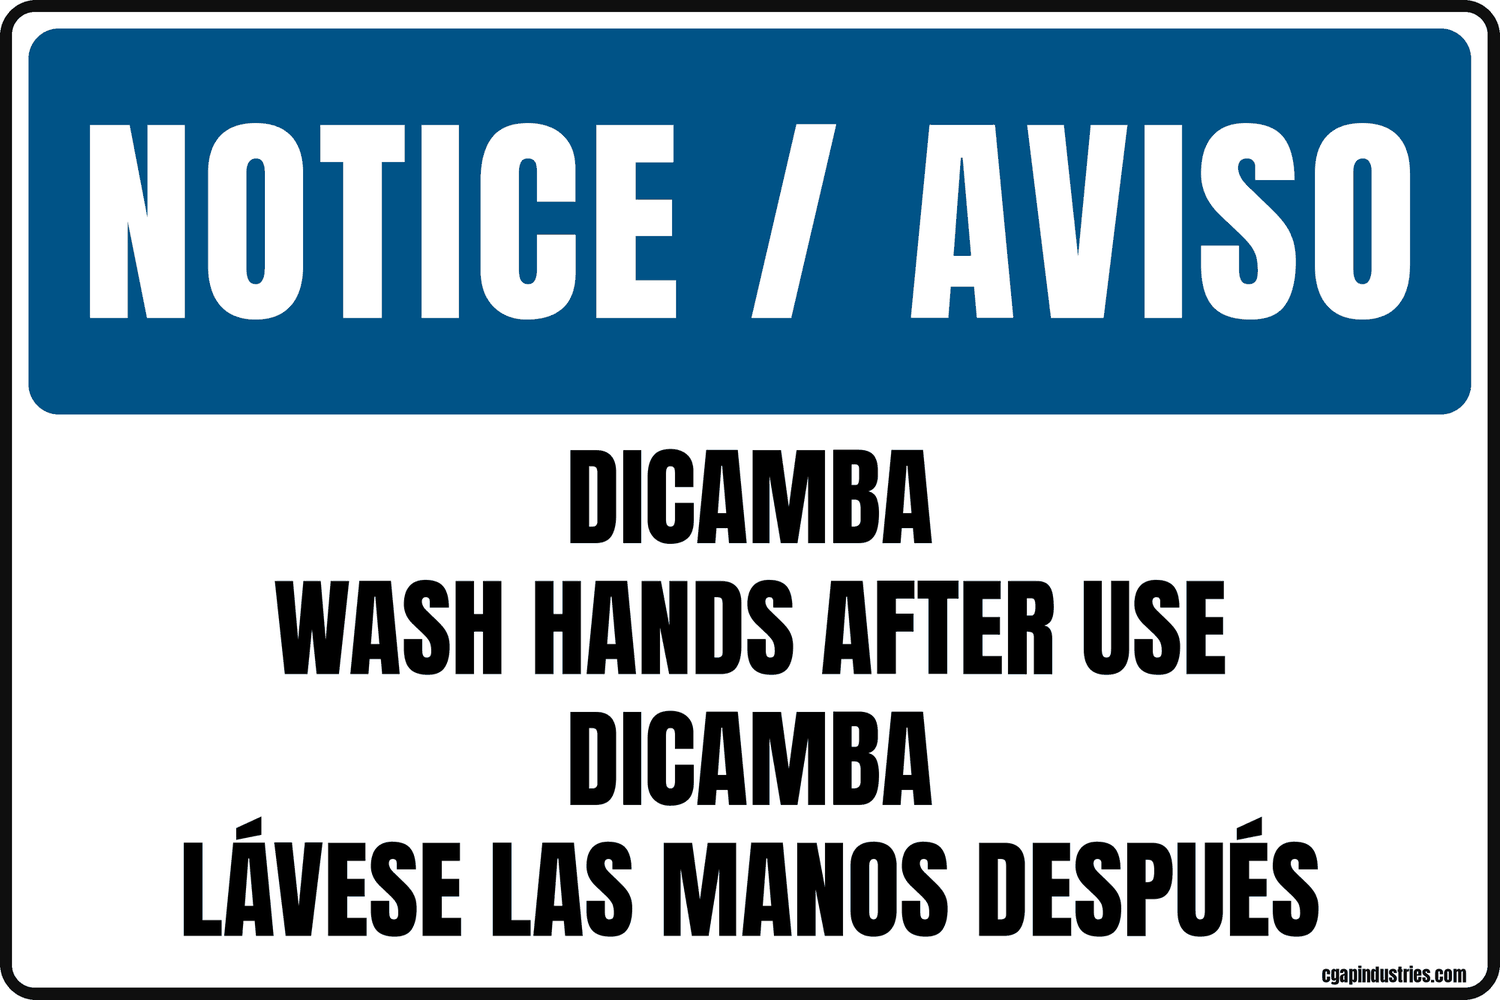 NOTICE / AVISO
DICAMBA
WASH HANDS AFTER USE
DICAMBA
LÁVESE LAS MANOS DESPUÉS
cgapindustries.com